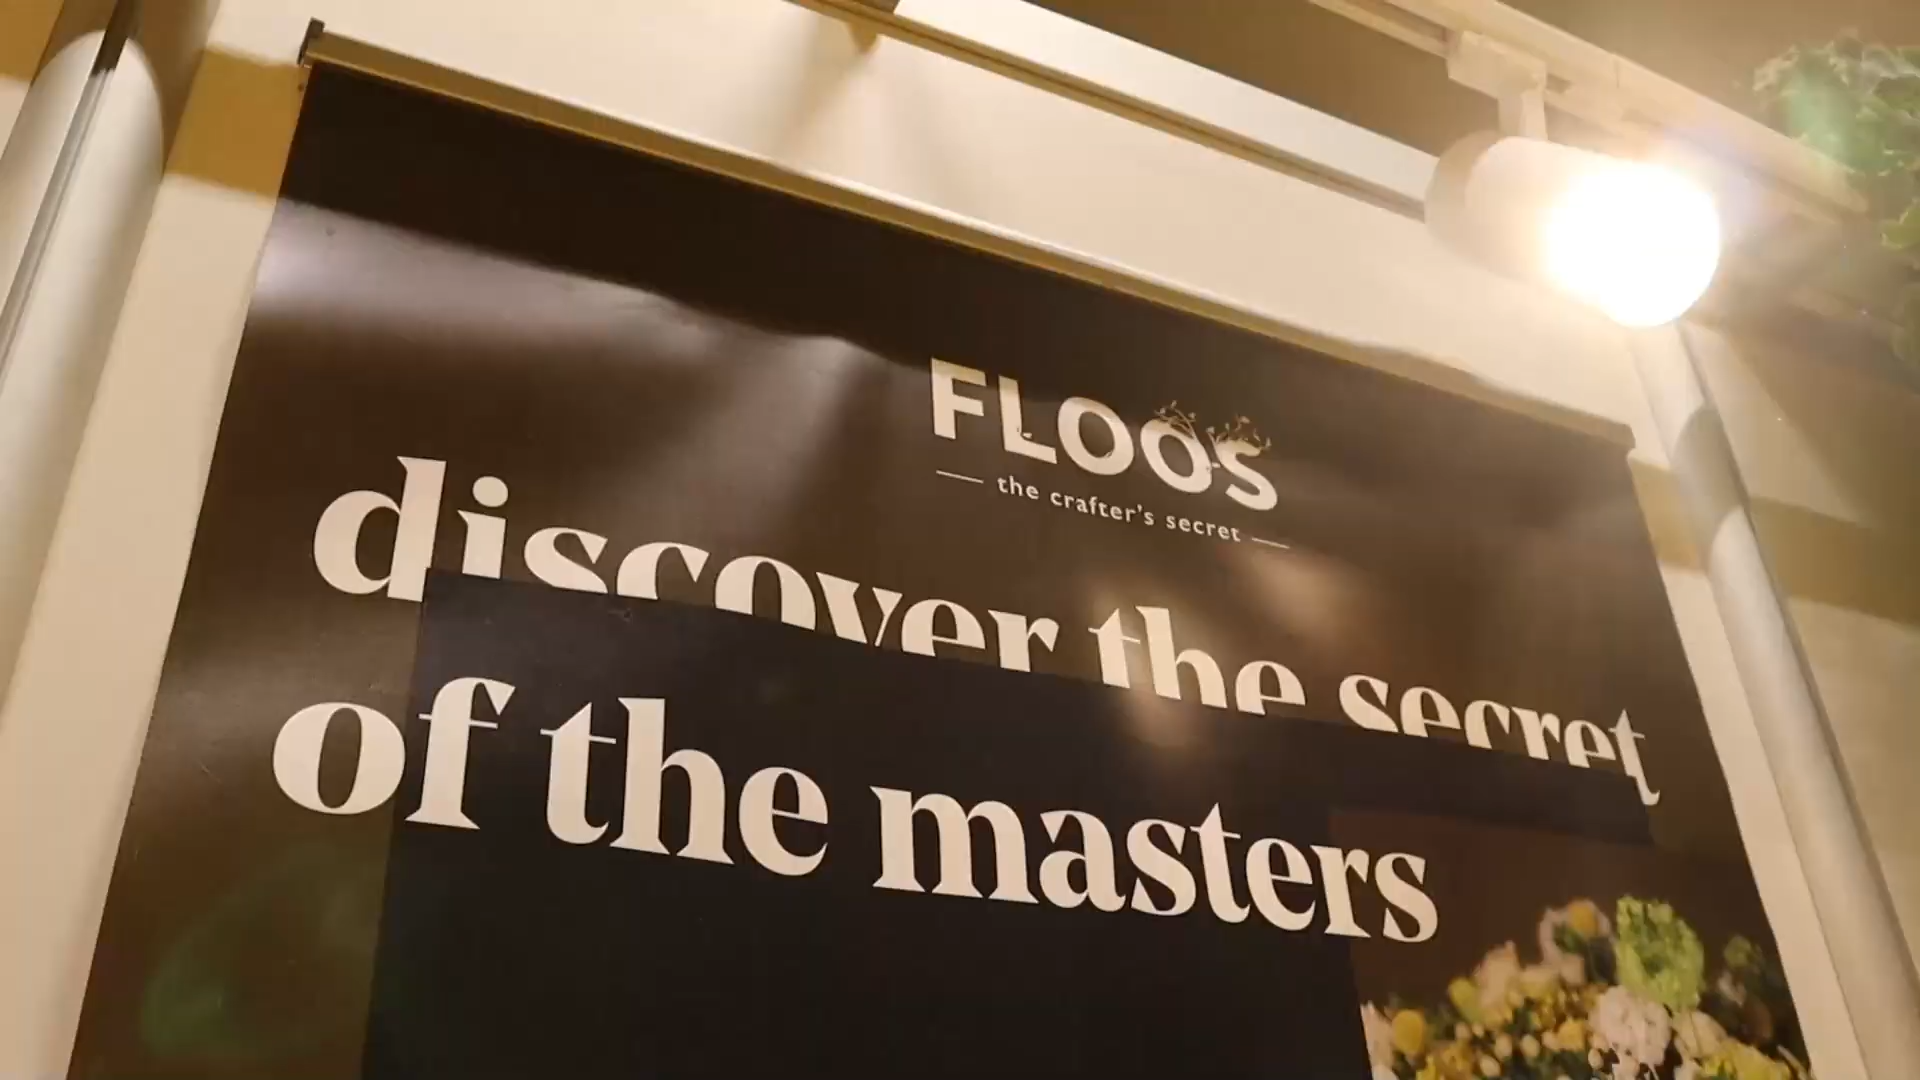 FLOOS
the crafter's secret
discover the secret
of the masters